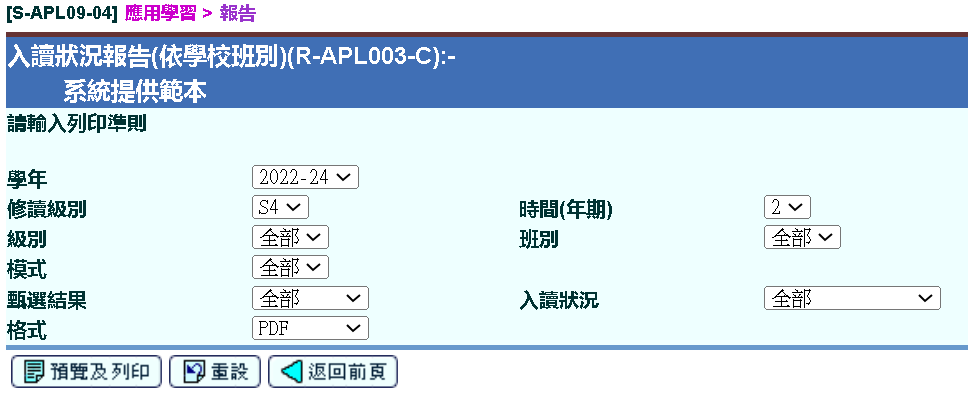 [S-APL09-04] 應用學習 > 報告
入讀狀況報告(依學校班別)(R-APL003-C):-
系統提供範本
請輸入列印準則
學年 2022-24
修讀級別 S4 時間(年期) 2
級別 全部 班別 全部
模式 全部
甄選結果 全部 入讀狀況 全部
格式 PDF
預覽及列印 重設 返回前頁